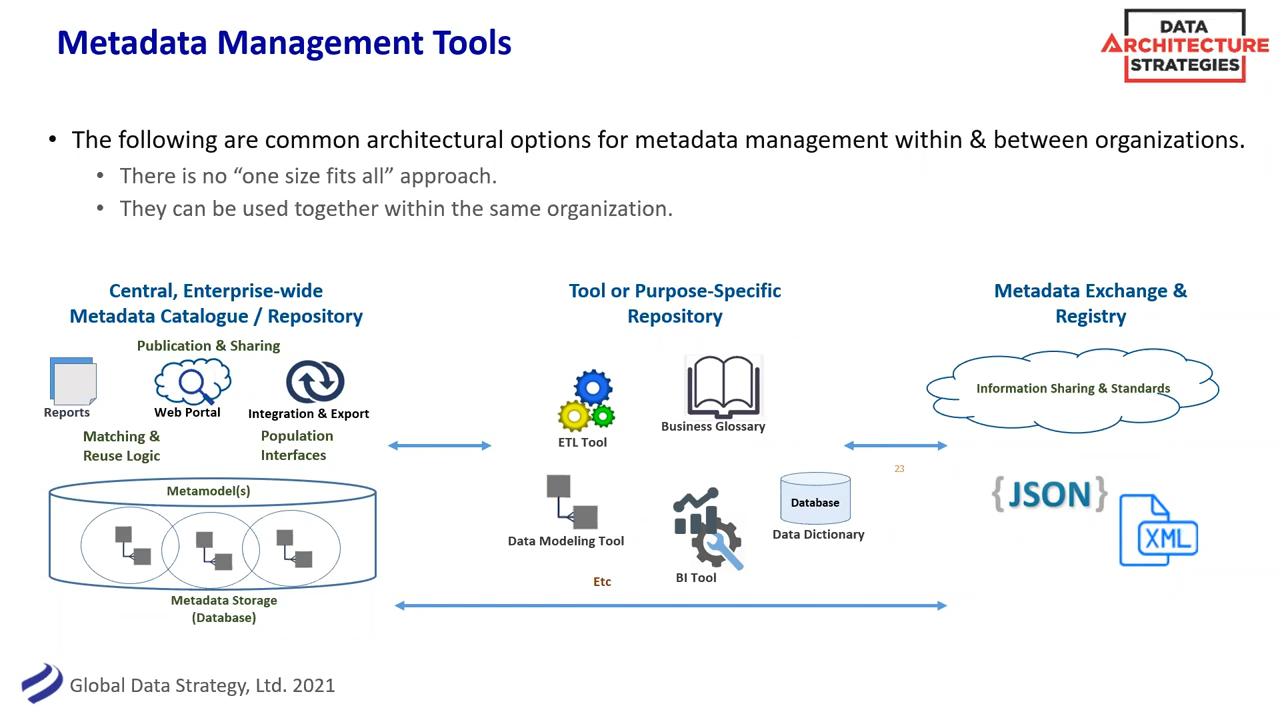 Metadata Management Tools
DATA
ARCHITECTURE
STRATEGIES
• The following are common architectural options for metadata management within & between organizations.
• There is no “one size fits all” approach.
• They can be used together within the same organization.
Central, Enterprise-wide
Metadata Catalogue / Repository
Publication & Sharing
Reports
Web Portal
Integration & Export
Matching &
Reuse Logic
Population
Interfaces
Metamodel(s)
Metadata Storage
(Database)
Tool or Purpose-Specific
Repository
ETL Tool
Business Glossary
Data Modeling Tool
BI Tool
Database
Data Dictionary
Etc
Metadata Exchange &
Registry
Information Sharing & Standards
23
{JSON}
XML
Global Data Strategy, Ltd. 2021